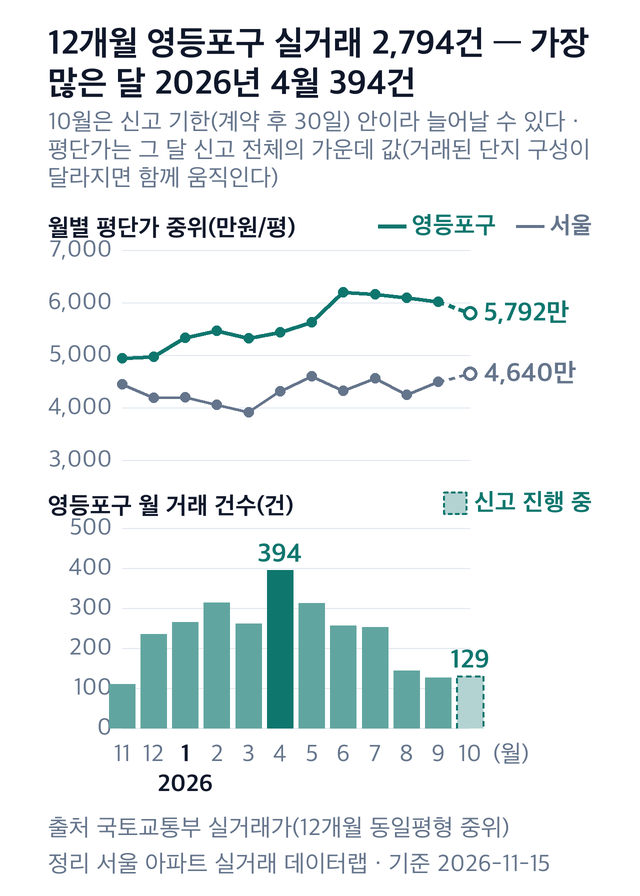 12개월 영등포구 실거래 2,794건 — 가장
많은 달 2026년 4월 394건
10월은 신고 기한(계약 후 30일) 안이라 늘어날 수 있다 ·
평단가는 그 달 신고 전체의 가운데 값(거래된 단지 구성이
달라지면 함께 움직인다)
월별 평단가 중위(만원/평)
영등포구 서울
7,000
6,000
5,000
4,000
3,000
5,792만
4,640만
영등포구 월 거래 건수(건)
신고 진행 중
500
400
300
200
100
0
394
129
11 12 1 2 3 4 5 6 7 8 9 10 (월)
2026
출처 국토교통부 실거래가(12개월 동일평형 중위)
정리 서울 아파트 실거래 데이터랩 · 기준 2026-11-15